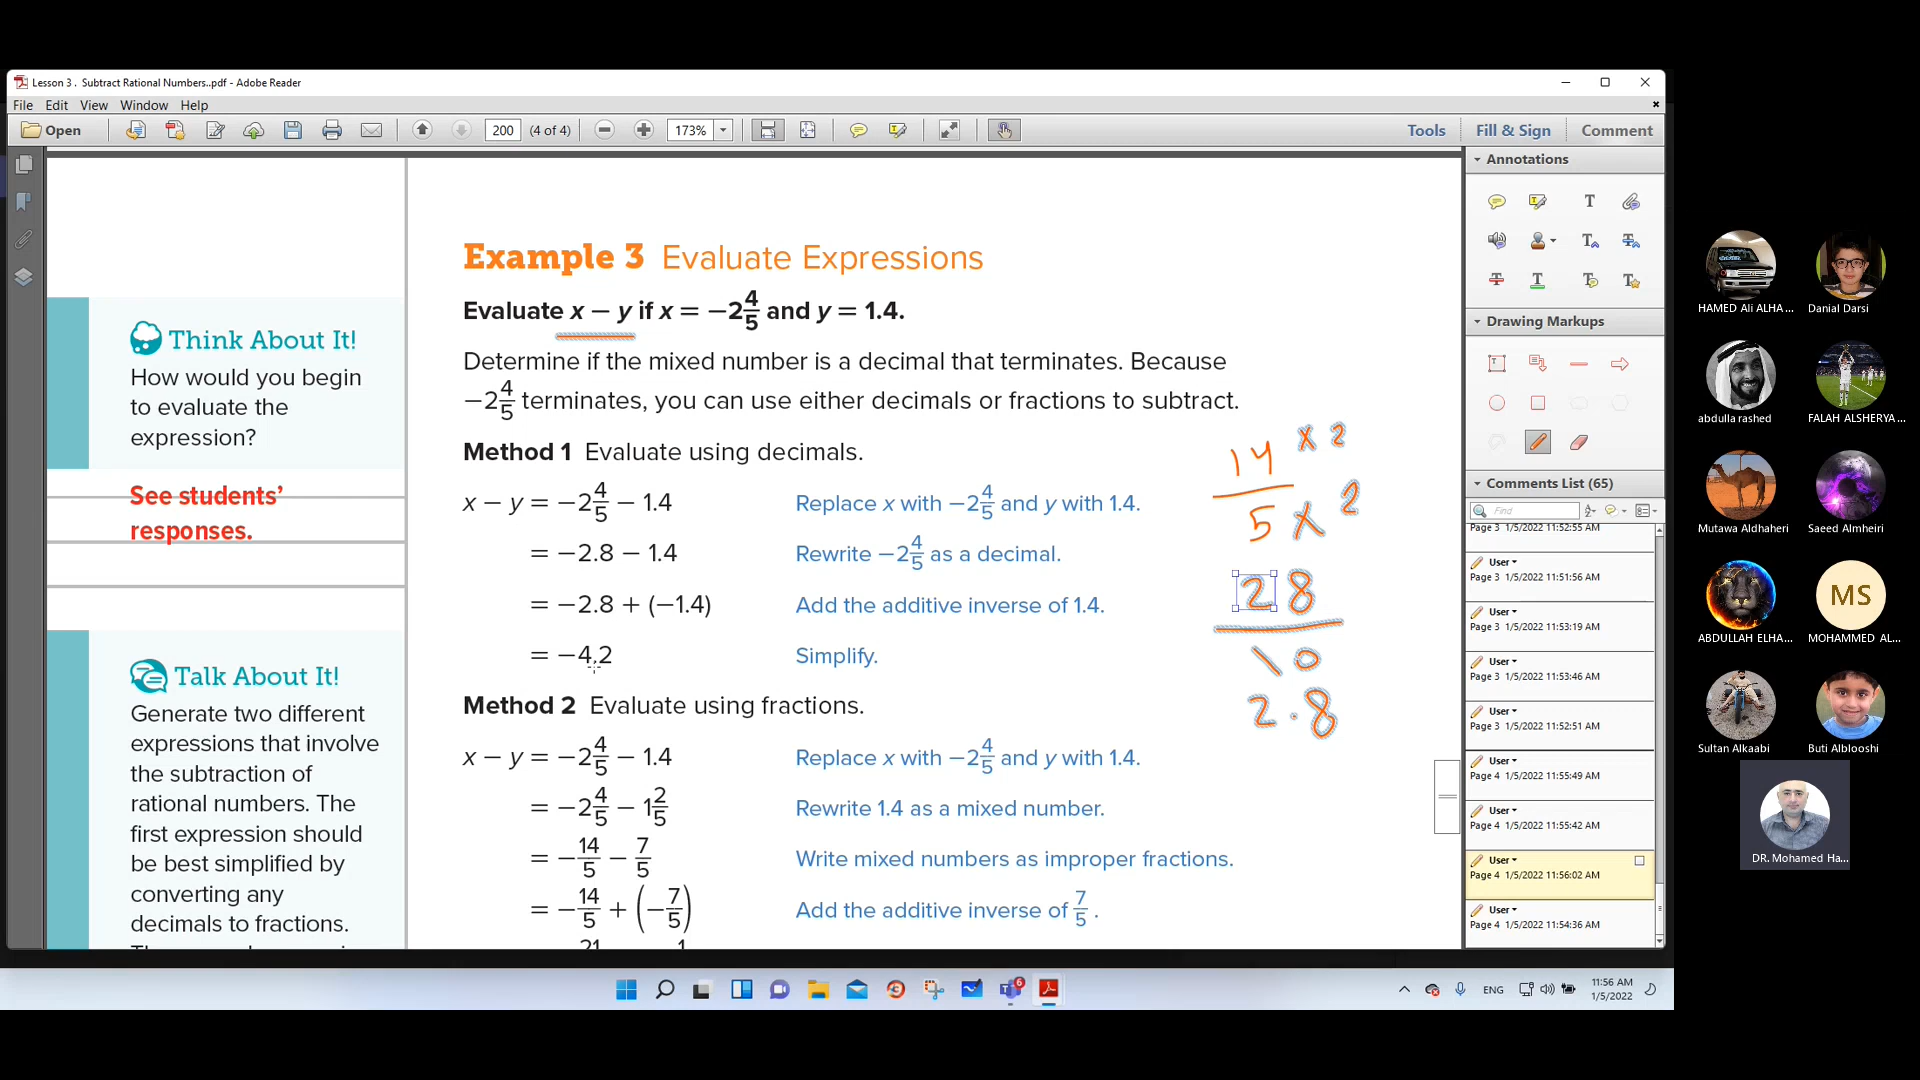 Lesson 3 . Subtract Rational Numbers..pdf - Adobe Reader
File Edit View Window Help
Open 200 (4 of 4) 173% Tools Fill & Sign Comment
Think About It!
How would you begin
to evaluate the
expression?
See students’
responses.
Talk About It!
Generate two different
expressions that involve
the subtraction of
rational numbers. The
first expression should
be best simplified by
converting any
decimals to fractions.
Example 3 Evaluate Expressions
Evaluate x − y if x = −2 4/5 and y = 1.4.
Determine if the mixed number is a decimal that terminates. Because
−2 4/5 terminates, you can use either decimals or fractions to subtract.
Method 1 Evaluate using decimals.
x − y = −2 4/5 − 1.4 Replace x with −2 4/5 and y with 1.4.
= −2.8 − 1.4 Rewrite −2 4/5 as a decimal.
= −2.8 + (−1.4) Add the additive inverse of 1.4.
= −4.2 Simplify.
Method 2 Evaluate using fractions.
x − y = −2 4/5 − 1.4 Replace x with −2 4/5 and y with 1.4.
= −2 4/5 − 1 2/5 Rewrite 1.4 as a mixed number.
= −14/5 − 7/5 Write mixed numbers as improper fractions.
= −14/5 + (−7/5) Add the additive inverse of 7/5 .
21 1
14 x 2
5 x 2
28
10
2.8
Annotations
Drawing Markups
Comments List (65)
Find
Page 3 1/5/2022 11:52:55 AM
User
Page 3 1/5/2022 11:51:56 AM
User
Page 3 1/5/2022 11:53:19 AM
User
Page 3 1/5/2022 11:53:46 AM
User
Page 3 1/5/2022 11:52:51 AM
User
Page 4 1/5/2022 11:55:49 AM
User
Page 4 1/5/2022 11:55:42 AM
User
Page 4 1/5/2022 11:56:02 AM
User
Page 4 1/5/2022 11:54:36 AM
HAMED Ali ALHA...
Danial Darsi
abdulla rashed
FALAH ALSHERYA...
Mutawa Aldhaheri
Saeed Almheiri
ABDULLAH ELHA...
MS
MOHAMMED AL...
Sultan Alkaabi
Buti Alblooshi
DR. Mohamed Ha...
6
ENG
11:56 AM
1/5/2022